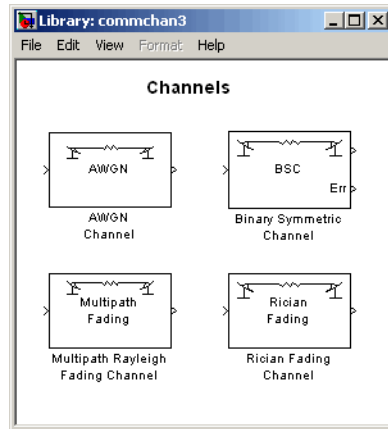 Library: commchan3
File Edit View Format Help
Channels
AWGN
AWGN
Channel
BSC
Err
Binary Symmetric
Channel
Multipath
Fading
Multipath Rayleigh
Fading Channel
Rician
Fading
Rician Fading
Channel